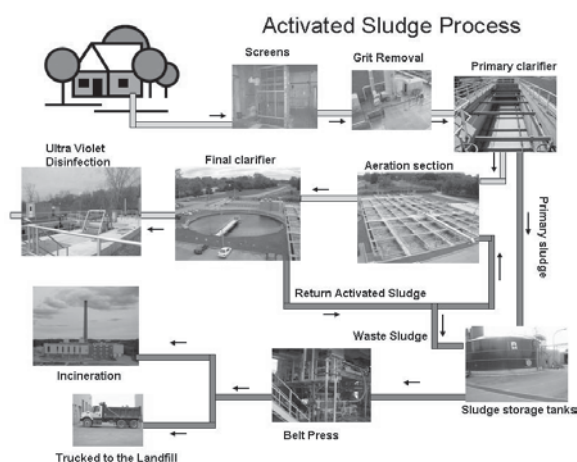 Activated Sludge Process
Screens
Grit Removal
Primary clarifier
Ultra Violet
Disinfection
Final clarifier
Aeration section
Primary sludge
Return Activated Sludge
Waste Sludge
Incineration
Sludge storage tanks
Belt Press
Trucked to the Landfill